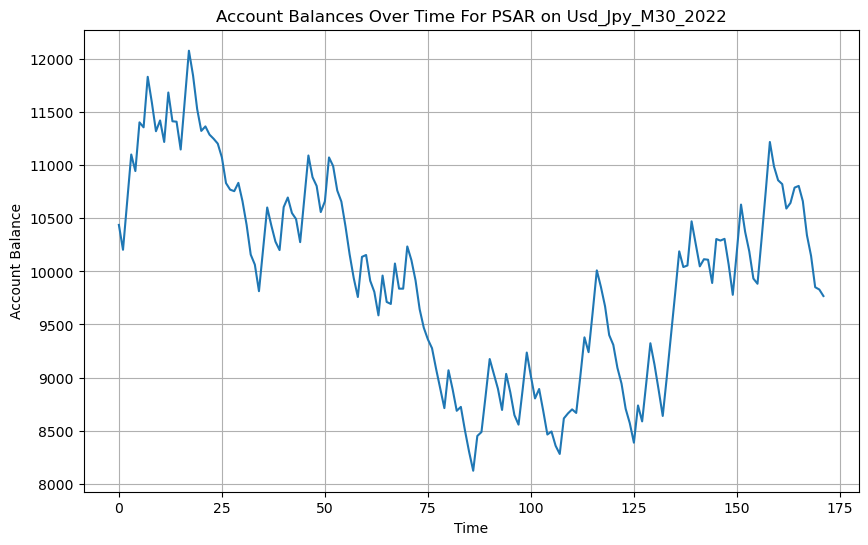 Account Balances Over Time For PSAR on Usd_Jpy_M30_2022
12000
11500
11000
10500
10000
9500
9000
8500
8000
Account Balance
0 25 50 75 100 125 150 175
Time